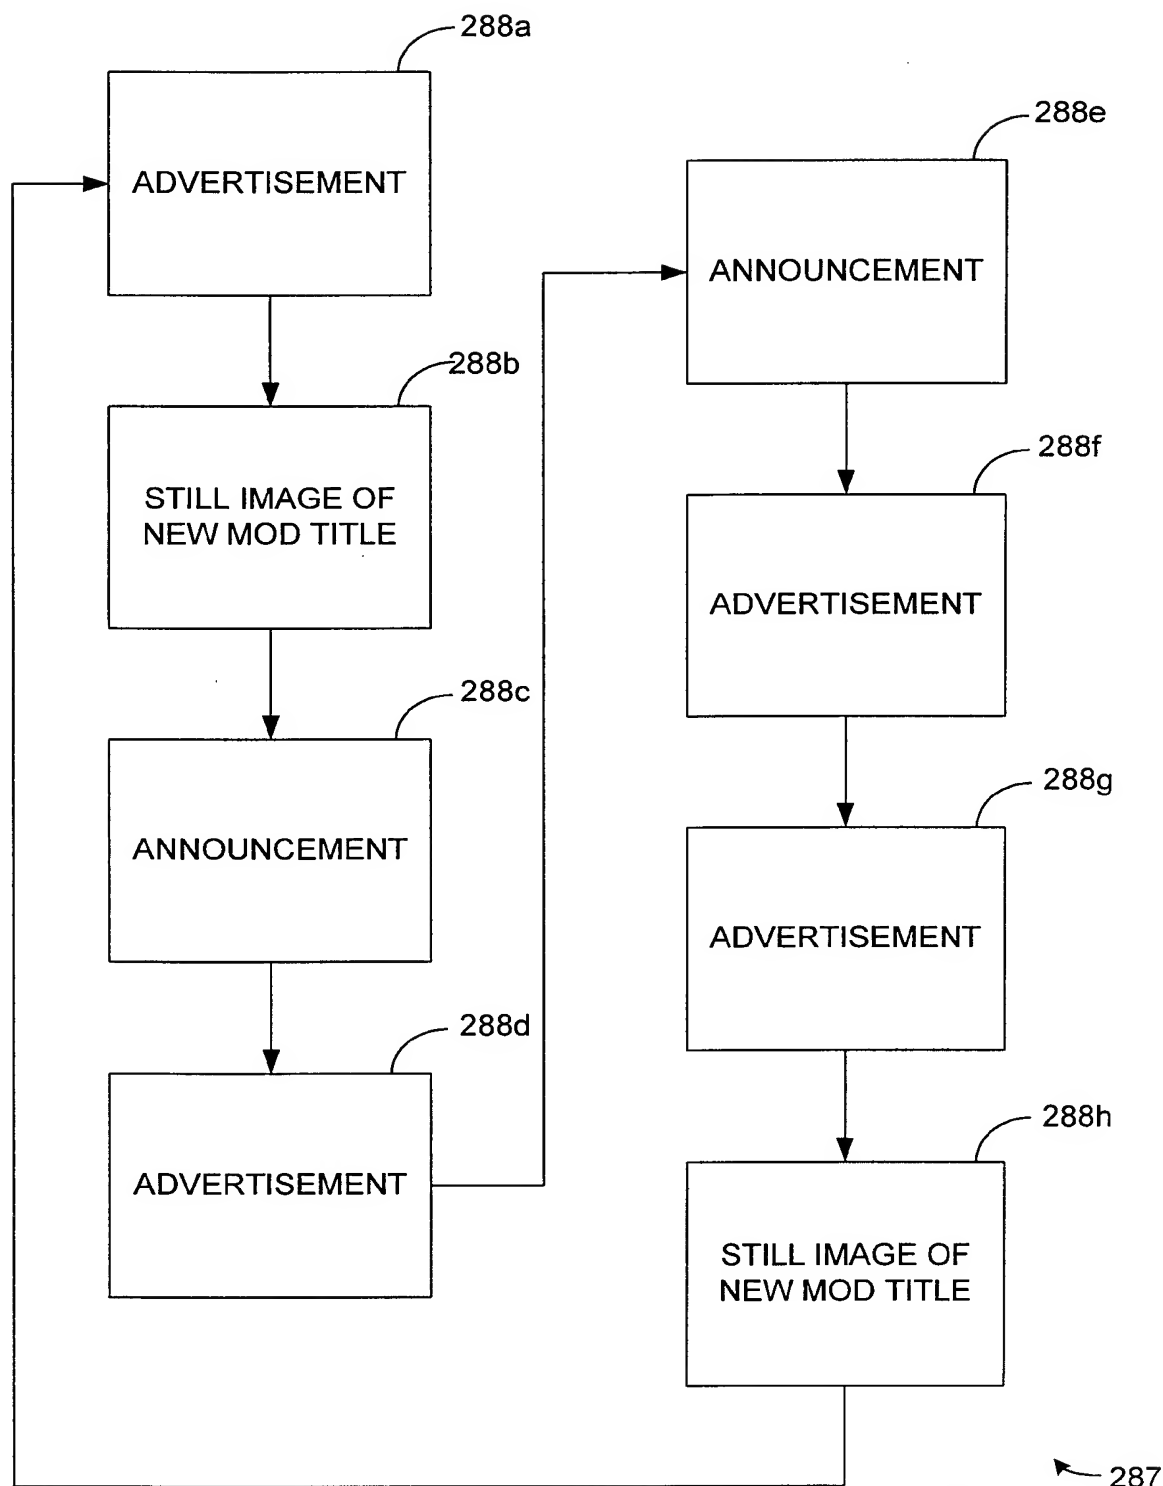 288a
ADVERTISEMENT
288b
STILL IMAGE OF
NEW MOD TITLE
288c
ANNOUNCEMENT
288d
ADVERTISEMENT
288e
ANNOUNCEMENT
288f
ADVERTISEMENT
288g
ADVERTISEMENT
288h
STILL IMAGE OF
NEW MOD TITLE
287